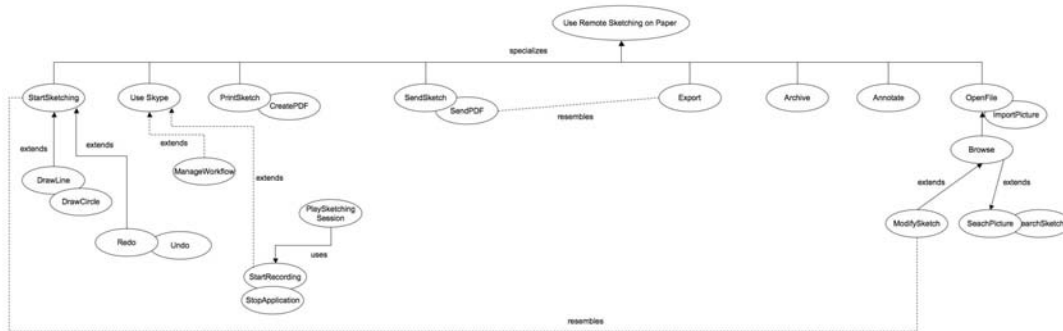 Use Remote Sketching on Paper
specializes
StartSketching
Use Skype
PrintSketch
CreatePDF
SendSketch
SendPDF
Export
Archive
Annotate
OpenFile
ImportPicture
resembles
extends
extends
extends
Browse
DrawLine
DrawCircle
ManageWorkflow
extends
extends
extends
PlaySketching
Session
ModifySketch
SeachPicture
earchSketch
Redo
Undo
uses
StartRecording
StopApplication
resembles